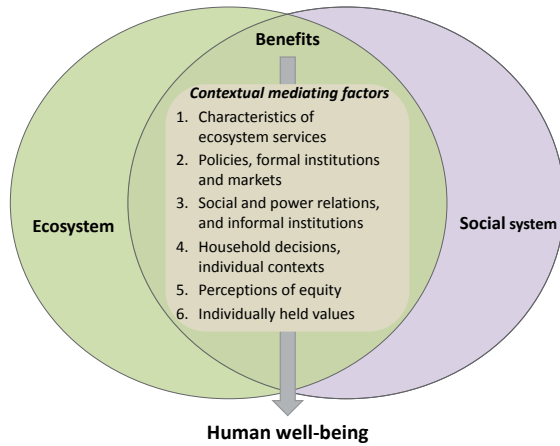 Benefits
Contextual mediating factors
1. Characteristics of
ecosystem services
2. Policies, formal institutions
and markets
3. Social and power relations,
and informal institutions
Ecosystem
Social system
4. Household decisions,
individual contexts
5. Perceptions of equity
6. Individually held values
Human well-being